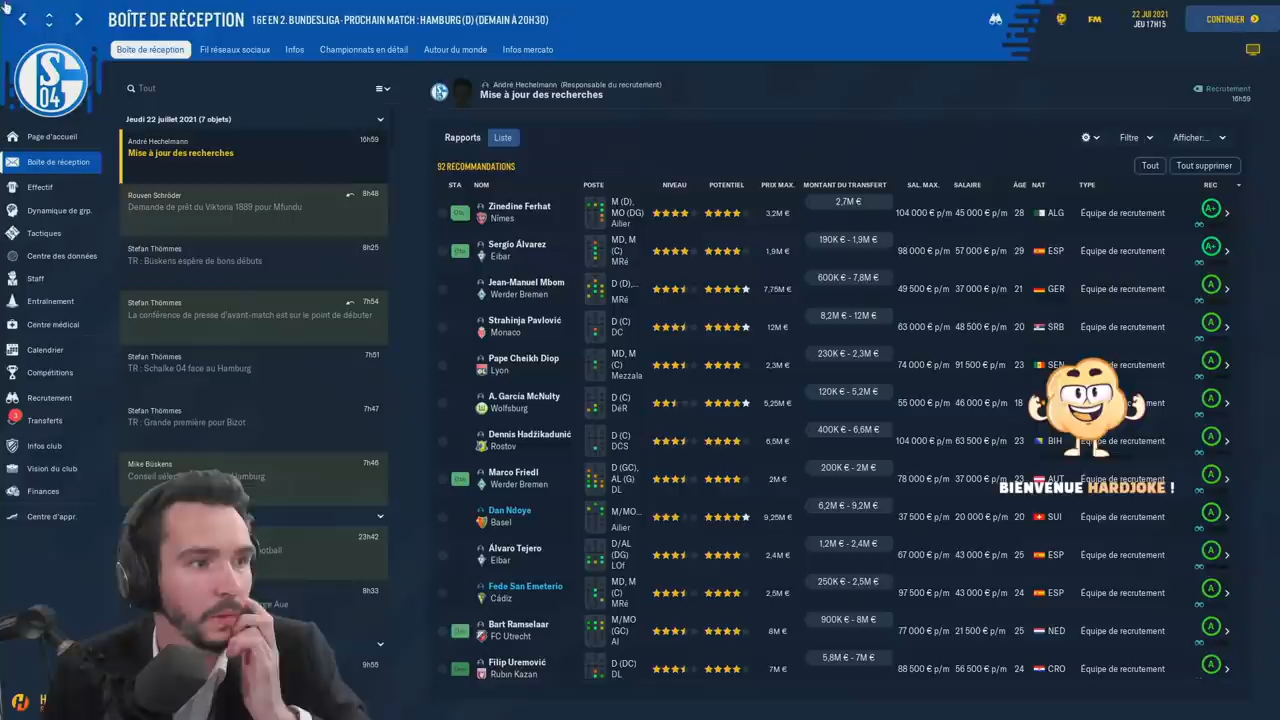 BOÎTE DE RÉCEPTION 16E EN 2. BUNDESLIGA - PROCHAIN MATCH : HAMBURG (D) (DEMAIN À 20H30)
FM
22 JUI 2021
JEU 17H15
CONTINUER
Boîte de réception Fil réseaux sociaux Infos Championnats en détail Autour du monde Infos mercato
S
04
Page d'accueil
Boîte de réception
Effectif
Dynamique de grp.
Tactiques
Centre des données
Staff
Entraînement
Centre médical
Calendrier
Compétitions
Recrutement
3
Transferts
Infos club
Vision du club
Finances
Centre d'appr.
Tout
Jeudi 22 juillet 2021 (7 objets)
André Hechelmann 16h59
Mise à jour des recherches
Rouven Schröder 8h48
Demande de prêt du Viktoria 1889 pour Mfundu
Stefan Thömmes 8h25
TR : Büskens espère de bons débuts
Stefan Thömmes 7h54
La conférence de presse d'avant-match est sur le point de débuter
Stefan Thömmes 7h51
TR : Schalke 04 face au Hamburg
Stefan Thömmes 7h47
TR : Grande première pour Bizot
Mike Büskens 7h46
Hamburg
23h42
8h33
Aue
9h55
André Hechelmann (Responsable du recrutement)
Mise à jour des recherches
Recrutement
16h59
Rapports Liste
Filtre Afficher:...
92 RECOMMANDATIONS
Tout Tout supprimer
STA NOM POSTE NIVEAU POTENTIEL PRIX MAX. MONTANT DU TRANSFERT SAL. MAX. SALAIRE ÂGE NAT TYPE REC
Zinedine Ferhat Nîmes M (D), MO (DG) Ailier 3,2M € 2,7M € 104 000 € p/m 45 000 € p/m 28 ALG Équipe de recrutement A+
Sergio Álvarez Eibar MD, M (C) MRé 1,9M € 190K € - 1,9M € 98 000 € p/m 57 000 € p/m 29 ESP Équipe de recrutement A+
Jean-Manuel Mbom Werder Bremen D (D),... MRé 7,75M € 600K € - 7,8M € 49 500 € p/m 37 000 € p/m 21 GER Équipe de recrutement A
Strahinja Pavlović Monaco D (C) DC 12M € 8,2M € - 12M € 63 000 € p/m 48 500 € p/m 20 SRB Équipe de recrutement A
Pape Cheikh Diop Lyon MD, M (C) Mezzala 2,3M € 230K € - 2,3M € 74 000 € p/m 91 500 € p/m 23 SEN A
A. García McNulty Wolfsburg D (C) DéR 5,25M € 120K € - 5,2M € 55 000 € p/m 46 000 € p/m 18 A
Dennis Hadžikadunić Rostov D (C) DCS 6,5M € 400K € - 6,6M € 104 000 € p/m 63 500 € p/m 23 BIH recrutement A
Marco Friedl Werder Bremen D (GC), AL (G) DL 2M € 200K € - 2M € 78 000 € p/m 37 000 € p/m 23 AUT Équipe de recrutement A
BIENVENUE HARDJOKE !
Dan Ndoye Basel M/MO... Ailier 9,25M € 6,2M € - 9,2M € 37 500 € p/m 20 000 € p/m 20 SUI Équipe de recrutement A
Álvaro Tejero Eibar D/AL (DG) LOf 2,4M € 1,2M € - 2,4M € 67 000 € p/m 43 000 € p/m 25 ESP Équipe de recrutement A
Fede San Emeterio Cádiz MD, M (C) MRé 2,5M € 250K € - 2,5M € 97 500 € p/m 43 000 € p/m 24 ESP Équipe de recrutement A
Bart Ramselaar FC Utrecht M/MO (GC) AI 8M € 900K € - 8M € 77 000 € p/m 21 500 € p/m 25 NED Équipe de recrutement A
Filip Uremović Rubin Kazan D (DC) DL 7M € 5,8M € - 7M € 88 500 € p/m 56 500 € p/m 24 CRO Équipe de recrutement A